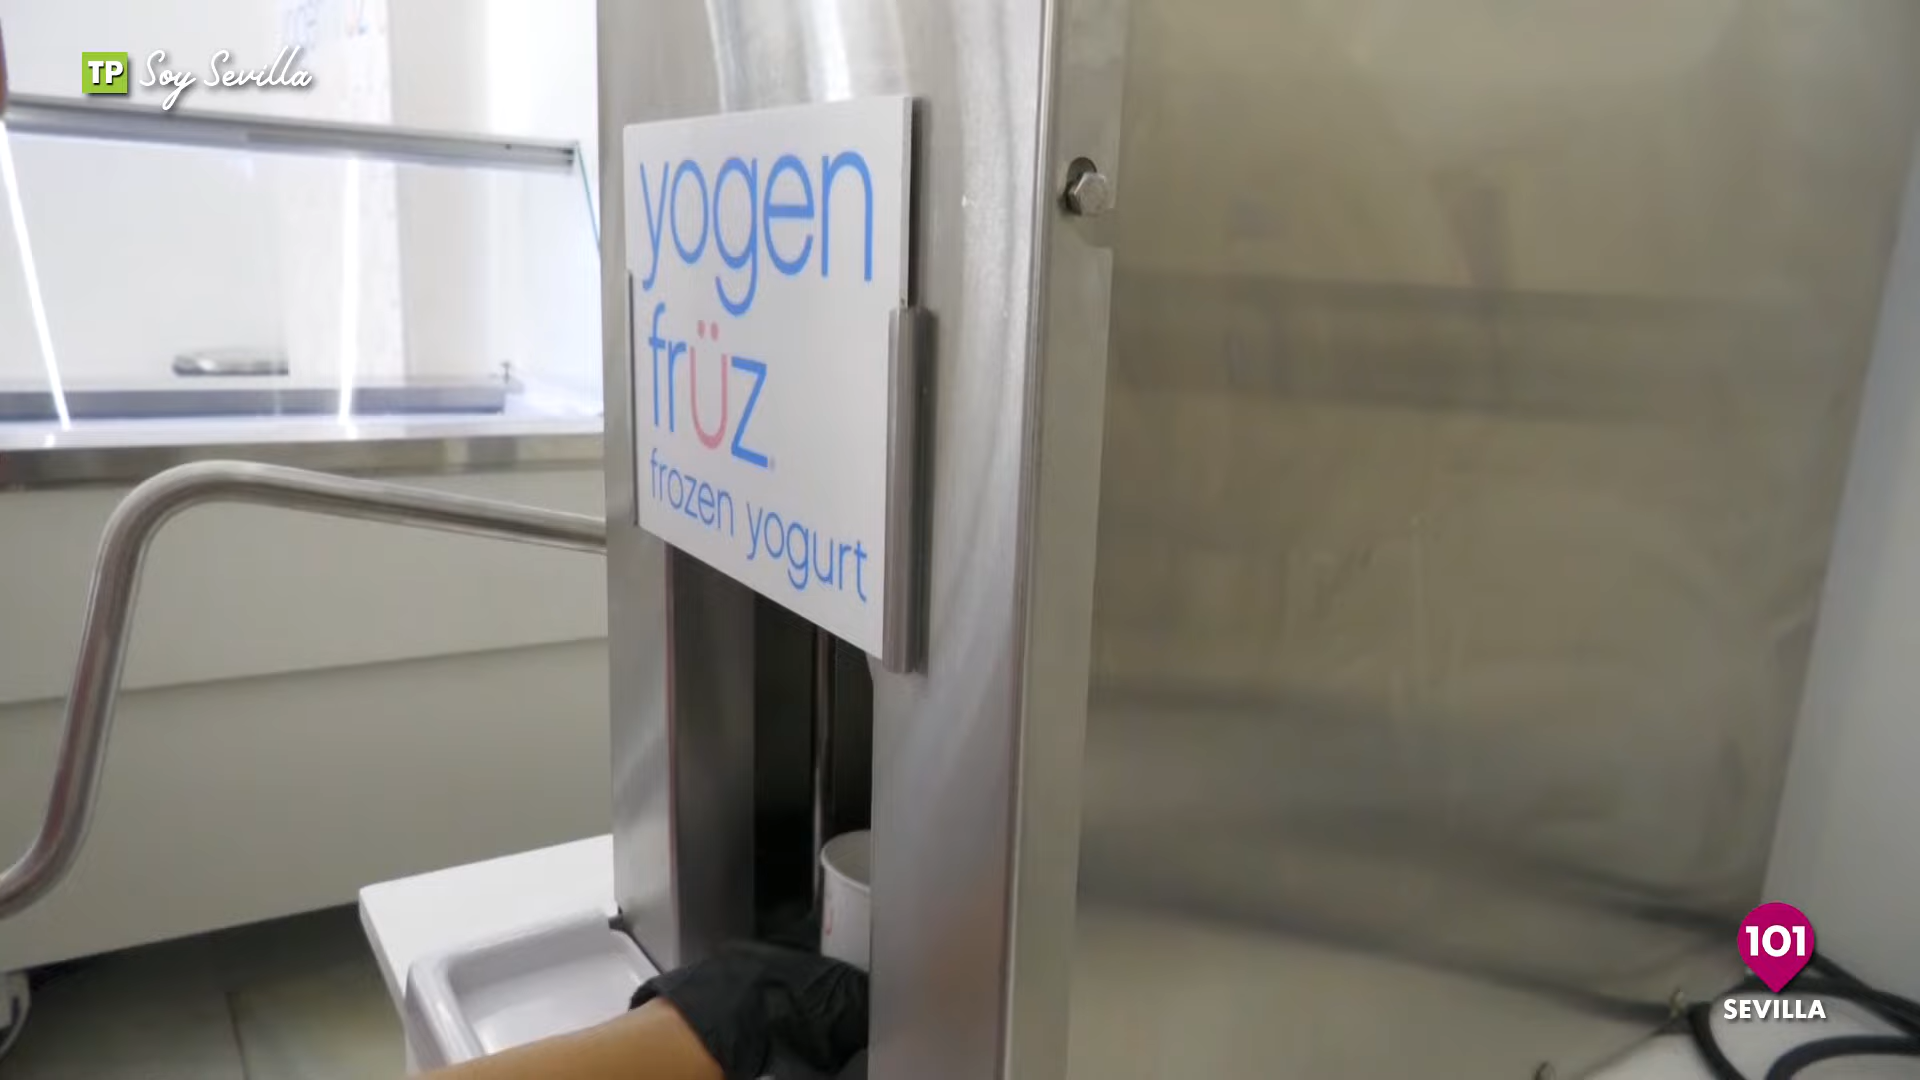 TP Soy Sevilla
yogen
früz
frozen yogurt
101
SEVILLA